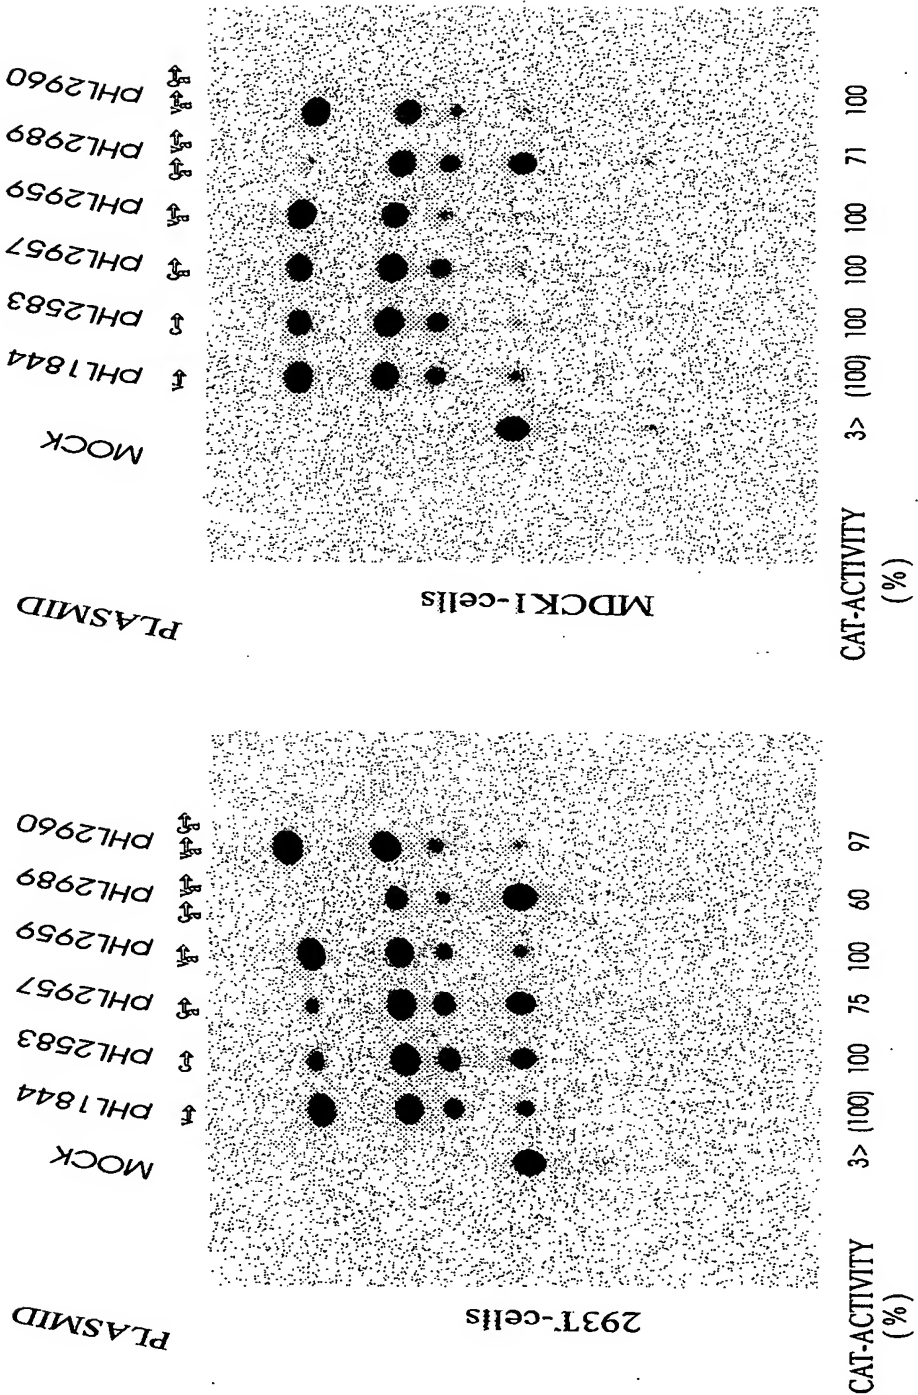 PLASMID
MOCK
pHL1844
pHL2583
pHL2957
pHL2959
pHL2989
pHL2960
293T-cells
CAT-ACTIVITY
(%)
3> (100) 100 75 100 60 97
PLASMID
MOCK
pHL1844
pHL2583
pHL2957
pHL2959
pHL2989
pHL2960
MDCK1-cells
CAT-ACTIVITY
(%)
3> (100) 100 100 100 71 100